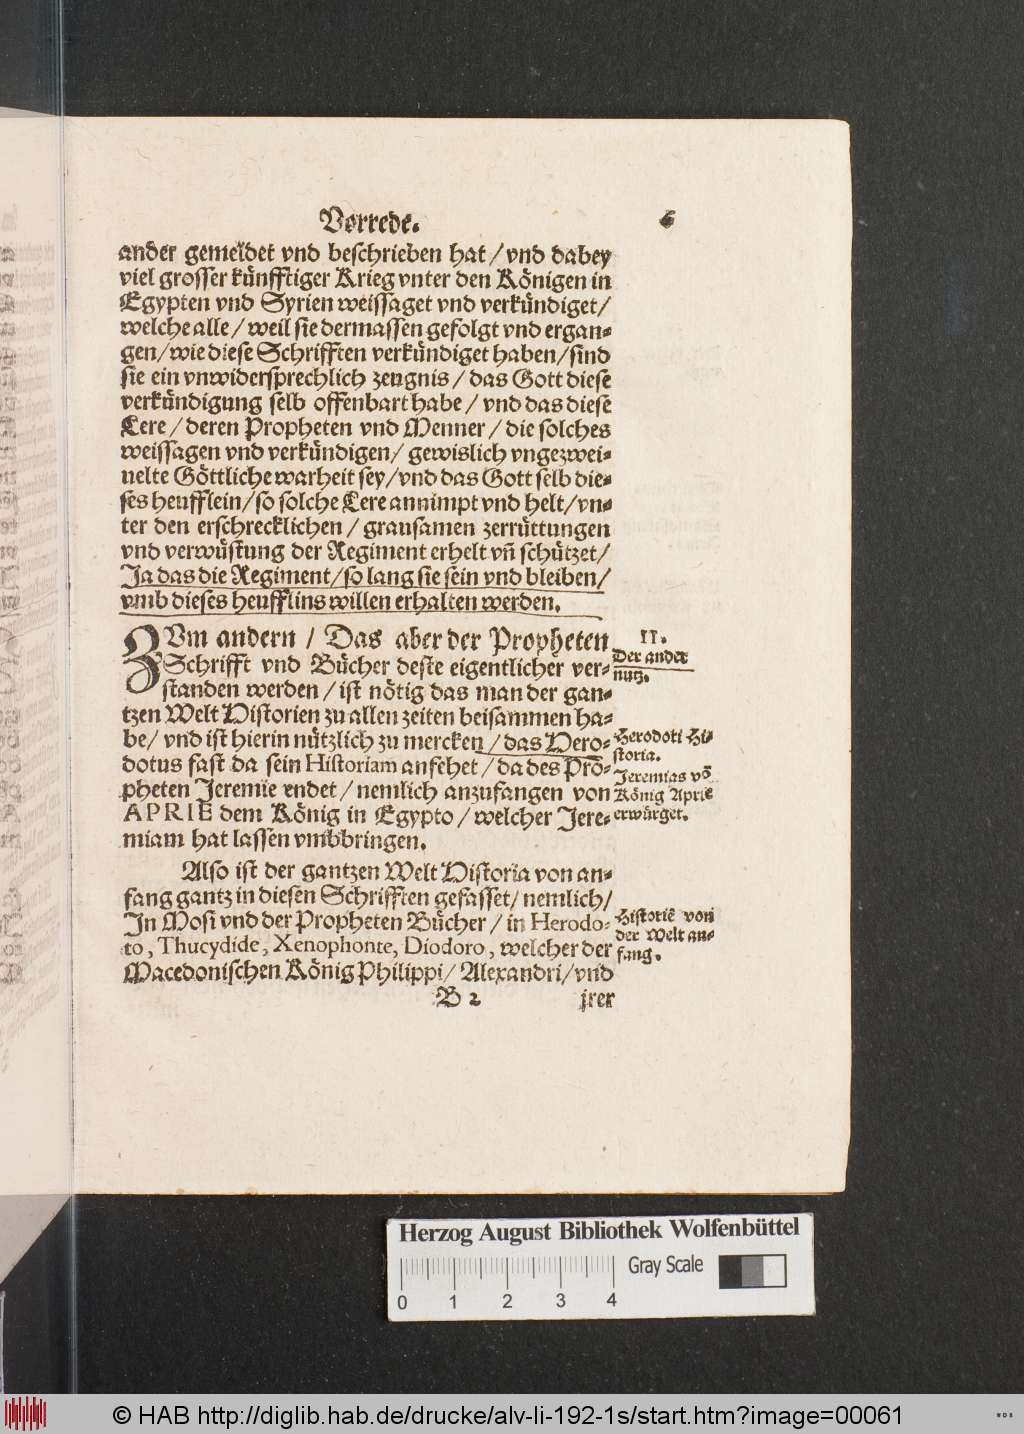 Vorrede. 6
ander gemeldet vnd beschrieben hat / vnd dabey
viel grosser künfftiger Krieg vnter den Königen in
Egypten vnd Syrien weissaget vnd verkündiget/
welche alle / weil sie dermassen gefolgt vnd ergan-
gen/ wie diese Schrifften verkündiget haben/ sind
sie ein vnwidersprechlich zeugnis / das Gott diese
verkündigung selb offenbart habe / vnd das diese
Lere / deren Propheten vnd Menner / die solches
weissagen vnd verkündigen/ gewislich vngezwei-
uelte Göttliche warheit sey/ vnd das Gott selb die-
ses heufflein/ so solche Lere annimpt vnd helt/ vn-
ter den erschrecklichen / grausamen zerrüttungen
vnd verwüstung der Regiment erhelt vñ schützet/
Ja das die Regiment/ so lang sie sein vnd bleiben/
vmb dieses heufflins willen erhalten werden.
ZVm andern / Das aber der Propheten
Schrifft vnd Bücher deste eigentlicher ver-
standen werden / ist nötig das man der gan-
tzen Welt Historien zu allen zeiten beisammen ha-
be/ vnd ist hierin nützlich zu mercken / das Hero-
dotus fast da sein Historiam anfehet / da des Pro-
pheten Jeremie endet / nemlich anzufangen von
APRIE dem König in Egypto / welcher Jere-
miam hat lassen vmbbringen.
II.
Der ander
nutz.
Herodoti Hi-
storia.
Jeremias võ
König Aprie
erwürget.
Also ist der gantzen Welt Historia von an-
fang gantz in diesen Schrifften gefasset/ nemlich/
In Mosi vnd der Propheten Bücher / in Herodo-
to, Thucydide, Xenophonte, Diodoro, welcher der
Macedonischen König Philippi/ Alexandri/ vnd
Historiẽ von
der Welt an-
fang.
B 2 jrer
Herzog August Bibliothek Wolfenbüttel
Gray Scale
0 1 2 3 4
© HAB http://diglib.hab.de/drucke/alv-li-192-1s/start.htm?image=00061